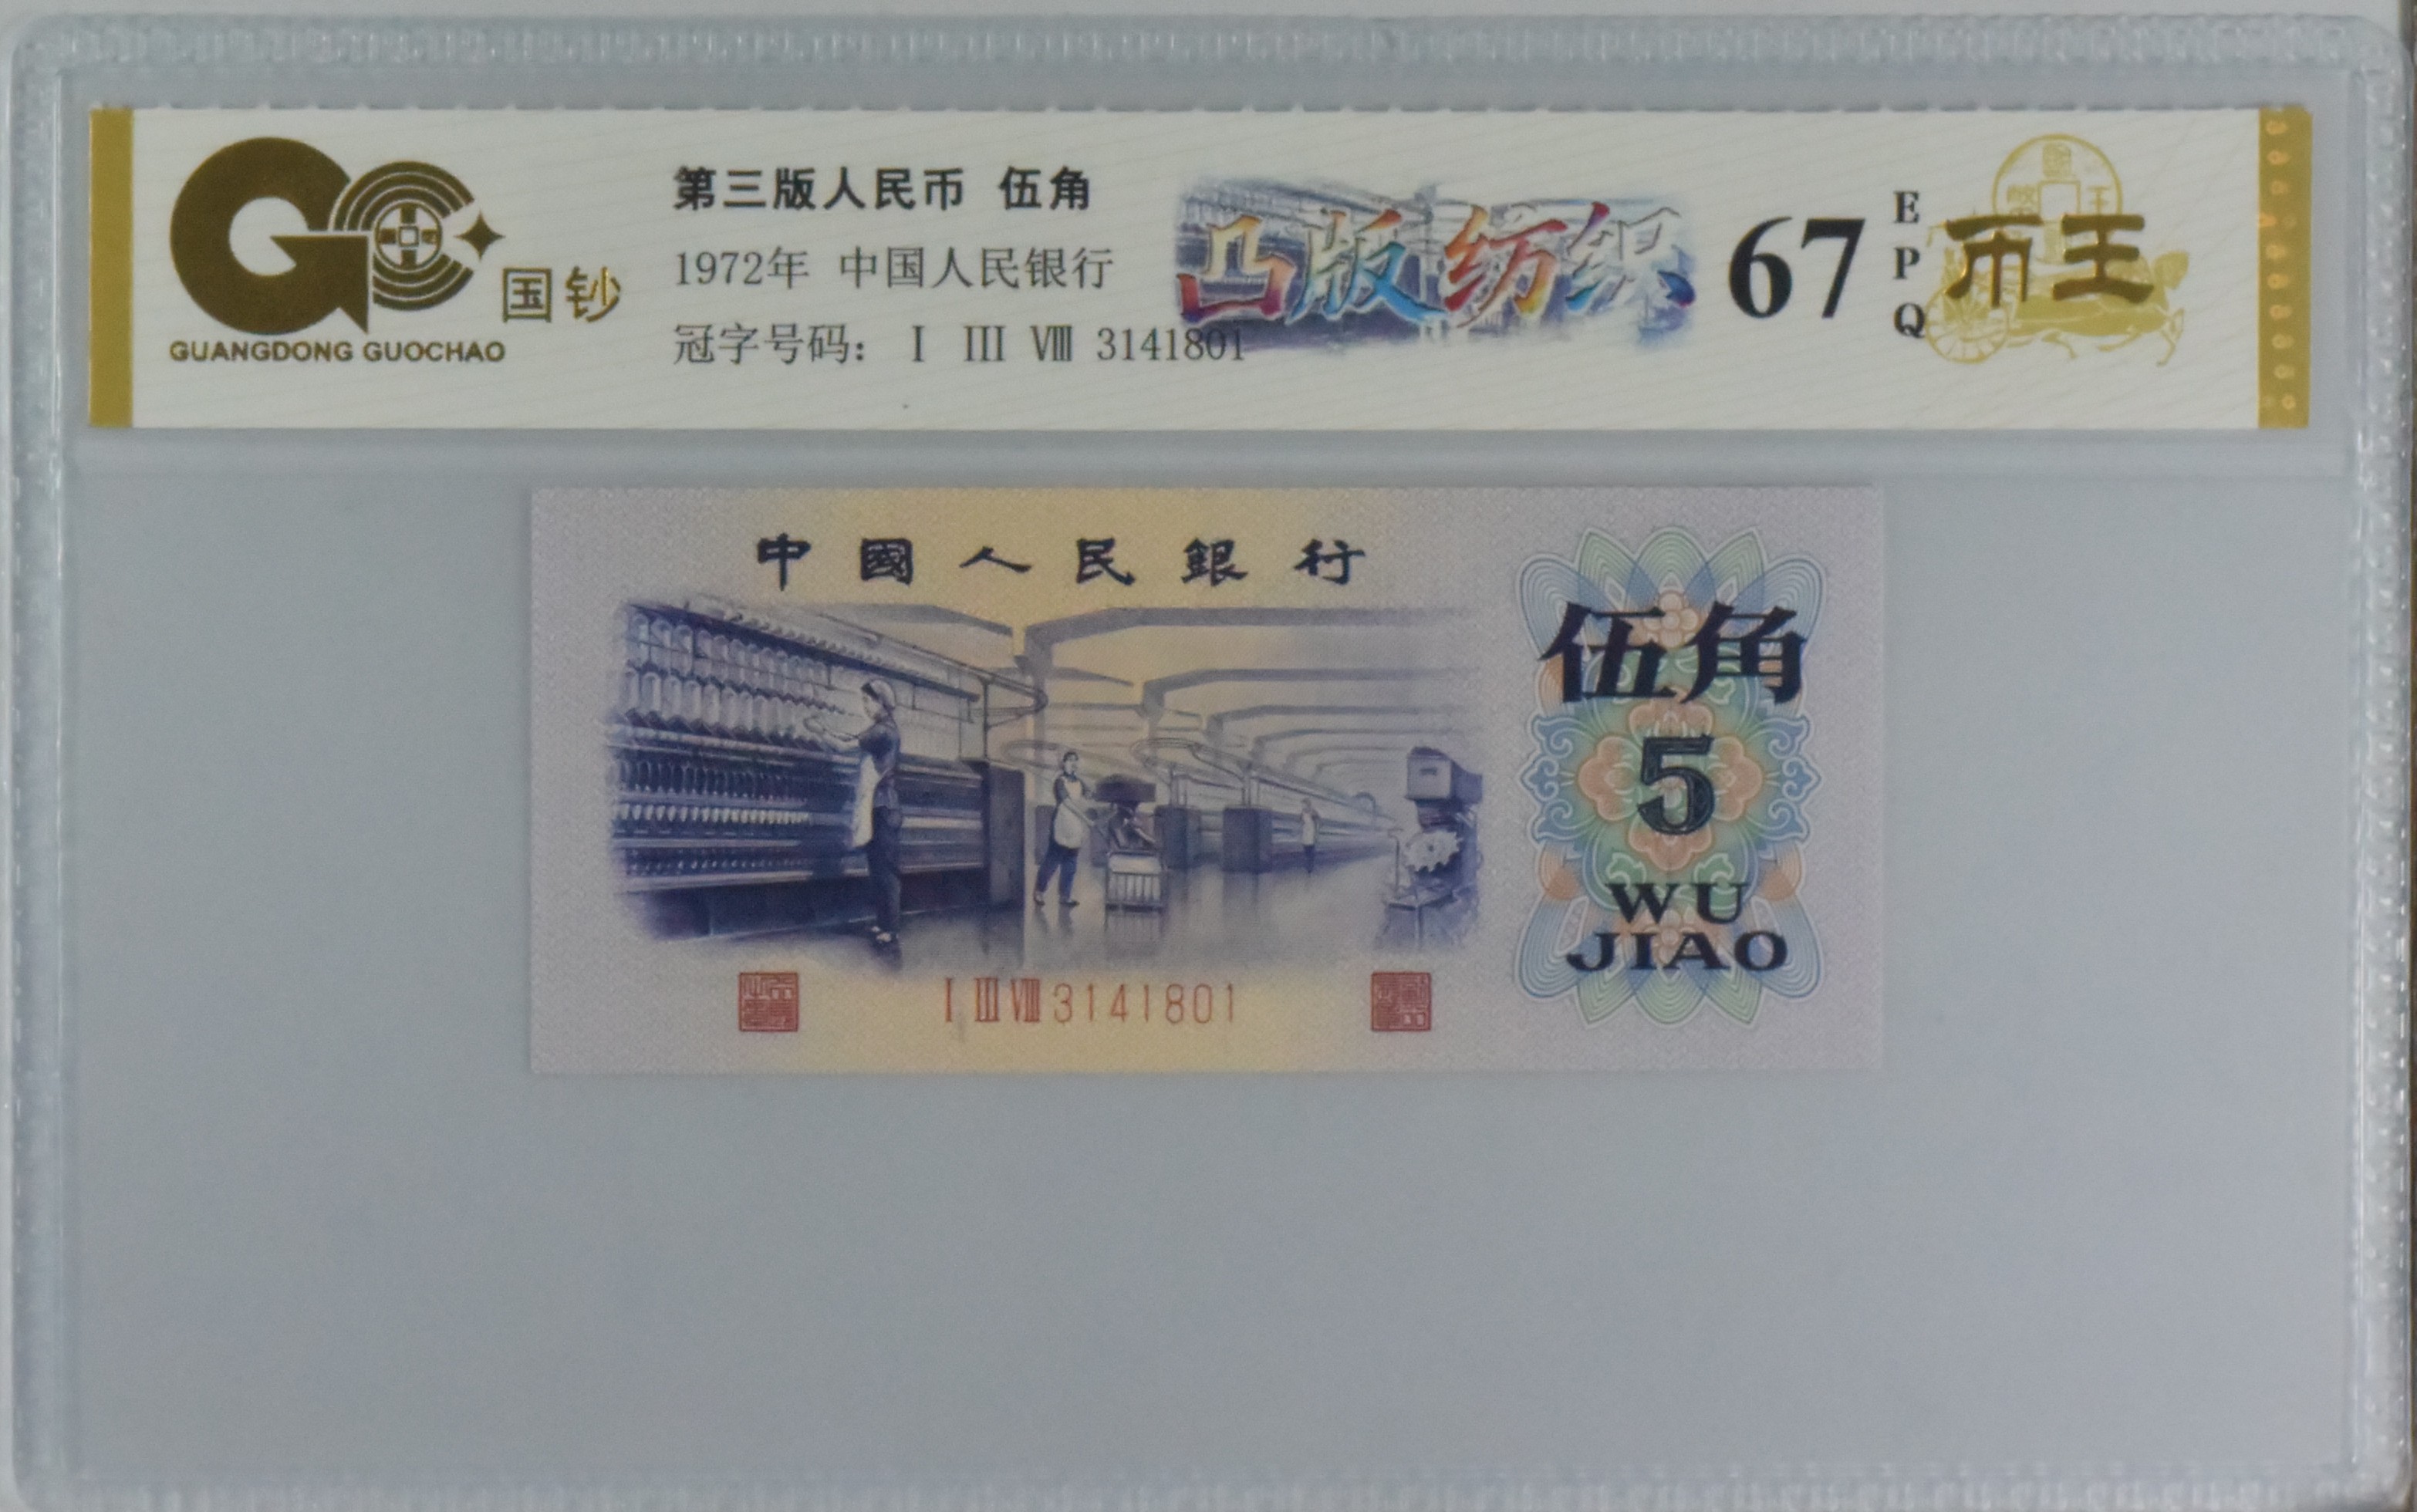 国钞
GUANGDONG GUOCHAO
第三版人民币 伍角
1972年 中国人民银行
冠字号码： Ⅰ Ⅲ Ⅷ 3141801
凸版纺织
67
EPQ
币王
中國人民銀行
伍角
5
WU
JIAO
Ⅰ Ⅲ Ⅷ 3141801